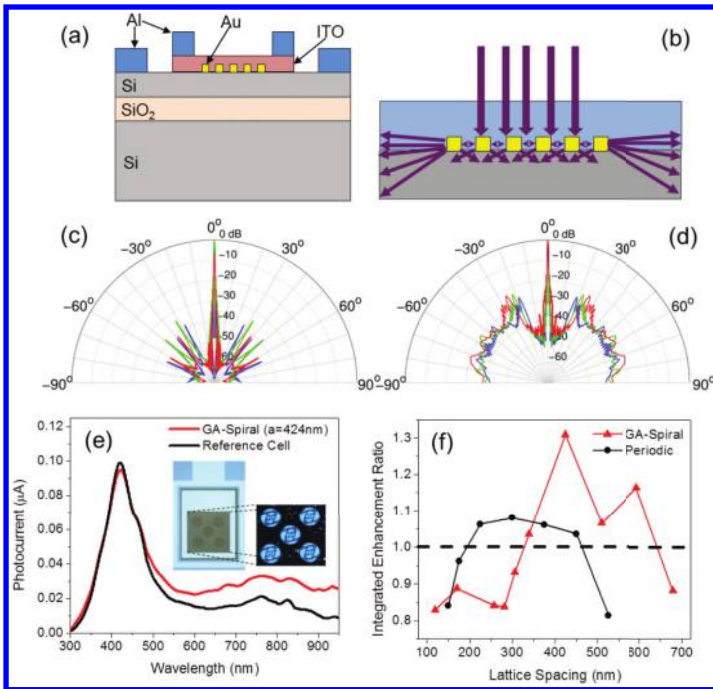 (a)
Al
Au
ITO
Si
SiO2
Si
(b)
(c)
0°
0 dB
−30°
30°
−10
−20
−60°
60°
−30
−40
−50
−60
−90°
90°
(d)
0°
0 dB
−30°
30°
−10
−20
−60°
60°
−30
−40
−50
−60
−90°
90°
(e)
GA-Spiral (a=424nm)
Reference Cell
Photocurrent (µA)
0.12
0.10
0.08
0.06
0.04
0.02
0.00
300 400 500 600 700 800 900
Wavelength (nm)
(f)
GA-Spiral
Periodic
Integrated Enhancement Ratio
1.3
1.2
1.1
1.0
0.9
0.8
100 200 300 400 500 600 700
Lattice Spacing (nm)